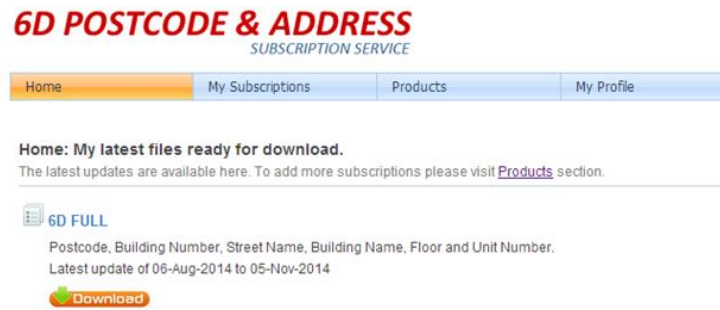 6D POSTCODE & ADDRESS
SUBSCRIPTION SERVICE
Home My Subscriptions Products My Profile
Home: My latest files ready for download.
The latest updates are available here. To add more subscriptions please visit Products section.
6D FULL
Postcode, Building Number, Street Name, Building Name, Floor and Unit Number.
Latest update of 06-Aug-2014 to 05-Nov-2014
Download